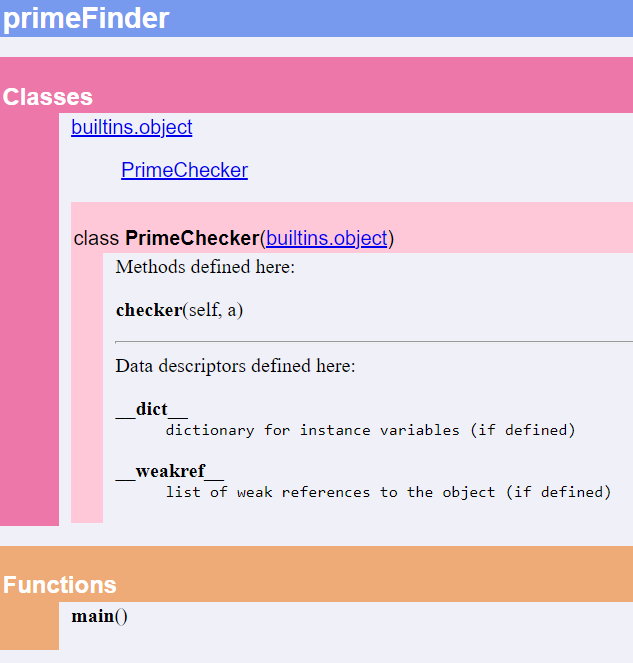 primeFinder
Classes
builtins.object
PrimeChecker
class PrimeChecker(builtins.object)
Methods defined here:
checker(self, a)
Data descriptors defined here:
__dict__
dictionary for instance variables (if defined)
__weakref__
list of weak references to the object (if defined)
Functions
main()